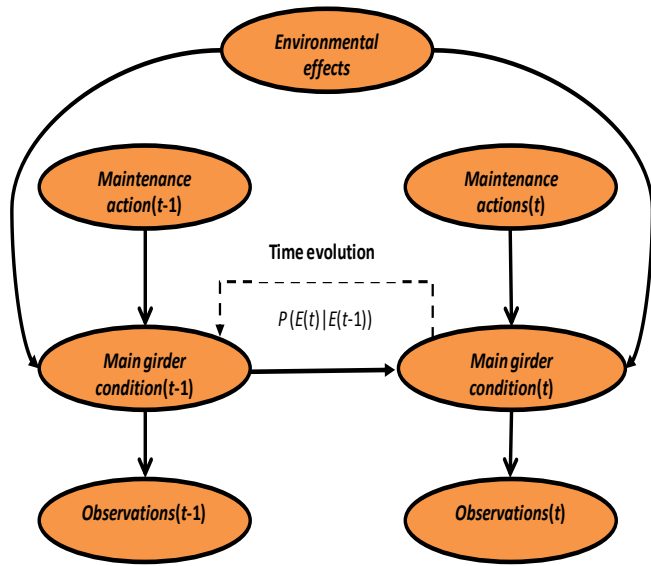 Environmental
effects
Maintenance
action(t-1)
Maintenance
actions(t)
Time evolution
P(E(t)|E(t-1))
Main girder
condition(t-1)
Main girder
condition(t)
Observations(t-1)
Observations(t)